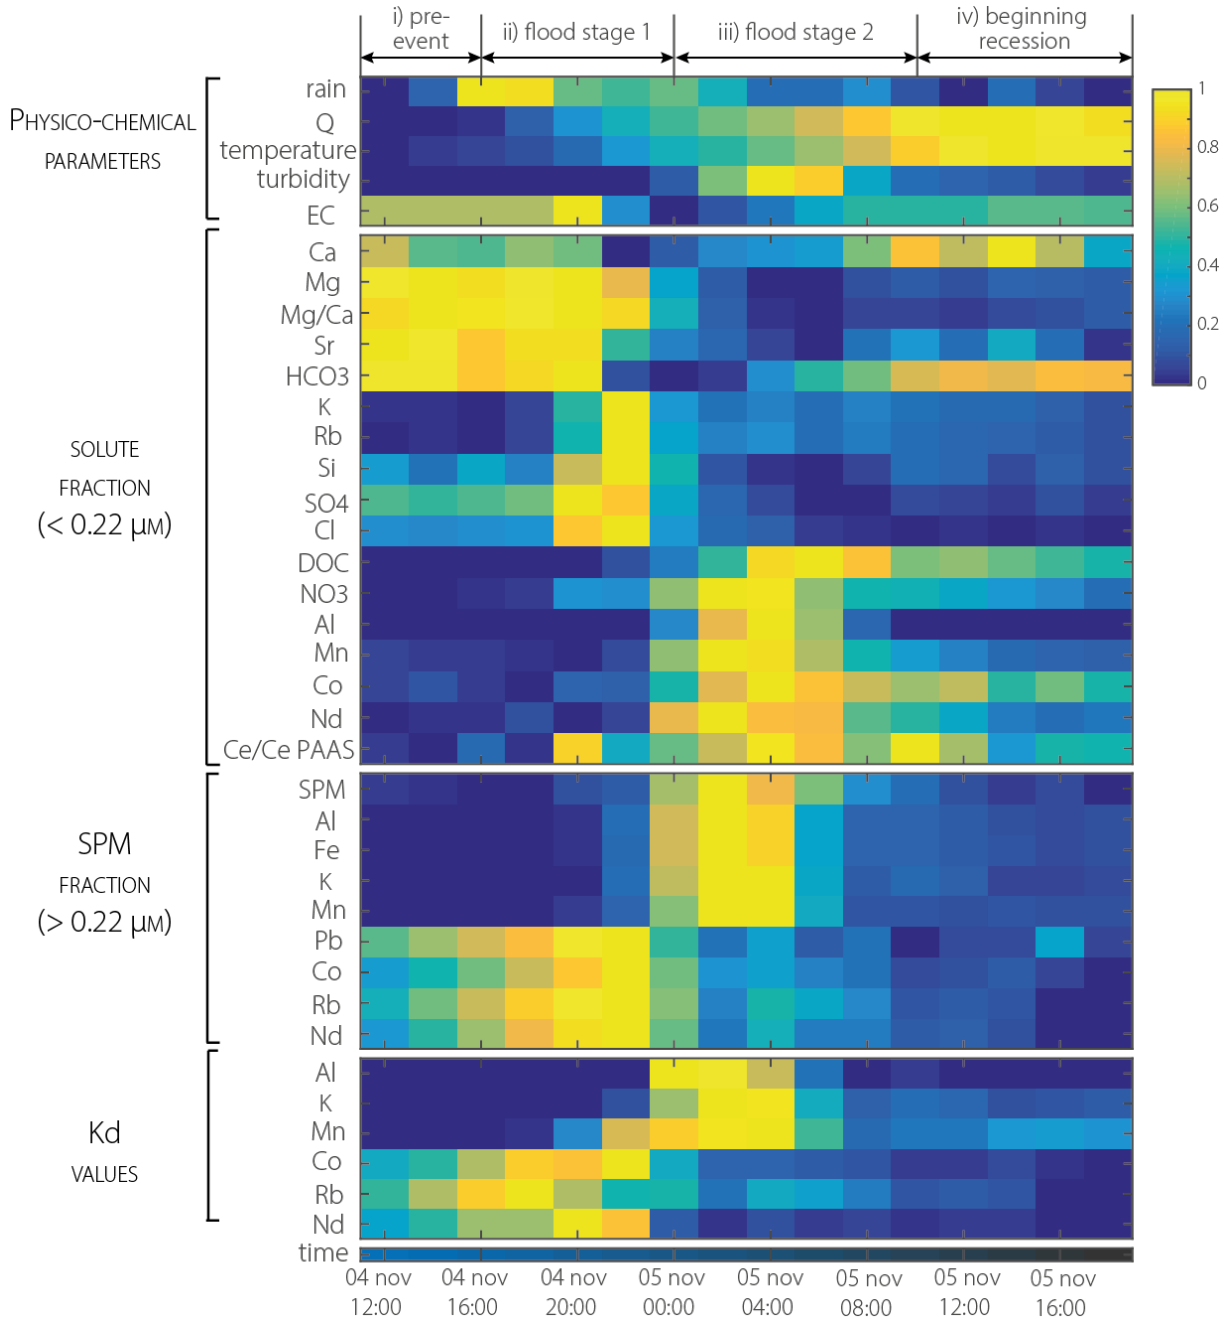 i) pre-
event
ii) flood stage 1
iii) flood stage 2
iv) beginning
recession
PHYSICO-CHEMICAL
PARAMETERS
rain
Q
temperature
turbidity
EC
1
0.8
0.6
0.4
0.2
0
SOLUTE
FRACTION
(< 0.22 µM)
Ca
Mg
Mg/Ca
Sr
HCO3
K
Rb
Si
SO4
Cl
DOC
NO3
Al
Mn
Co
Nd
Ce/Ce PAAS
SPM
FRACTION
(> 0.22 µM)
SPM
Al
Fe
K
Mn
Pb
Co
Rb
Nd
Kd
VALUES
Al
K
Mn
Co
Rb
Nd
time
04 nov 04 nov 04 nov 05 nov 05 nov 05 nov 05 nov 05 nov
12:00 16:00 20:00 00:00 04:00 08:00 12:00 16:00